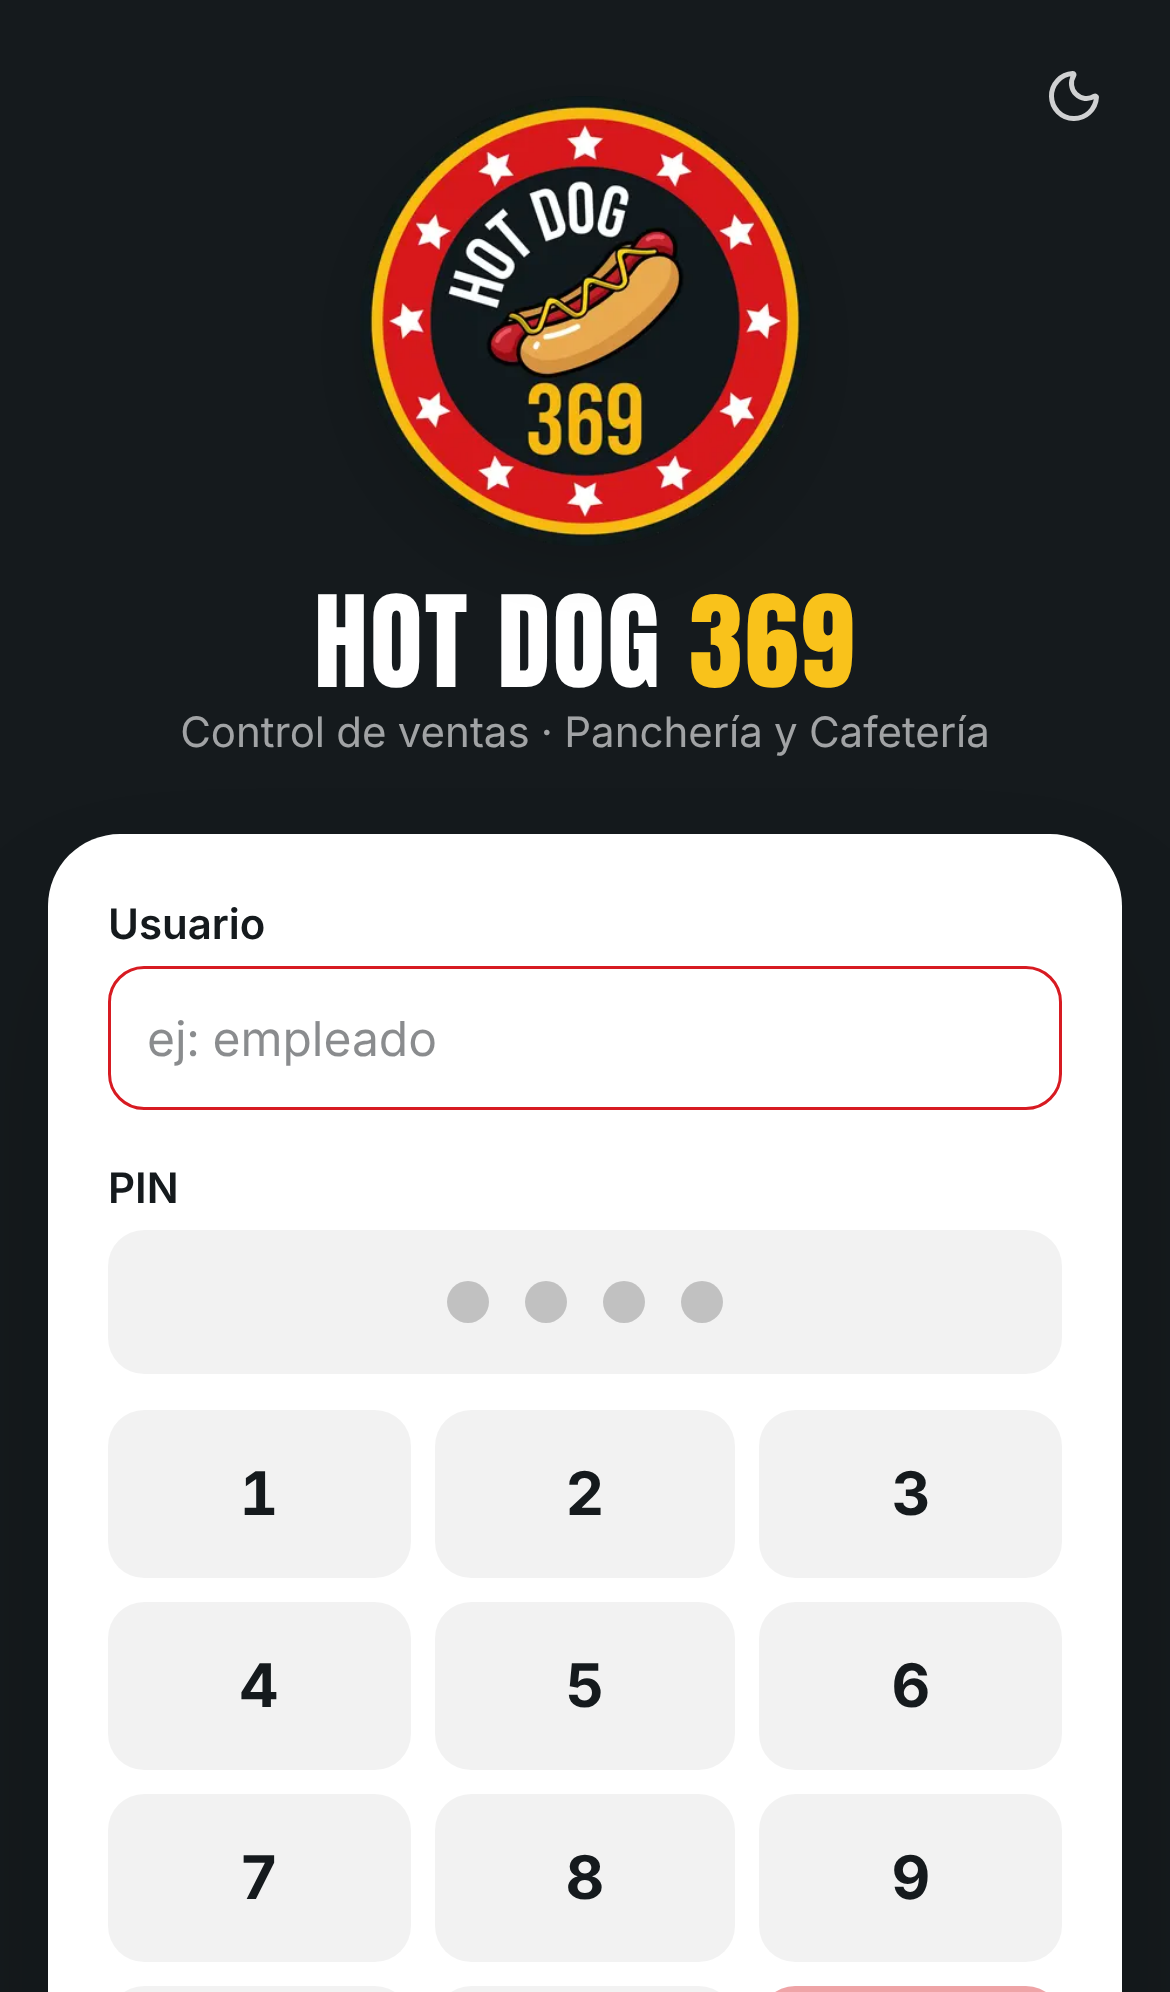 HOT DOG
369
HOT DOG 369
Control de ventas · Panchería y Cafetería
Usuario
ej: empleado
PIN
1 2 3
4 5 6
7 8 9